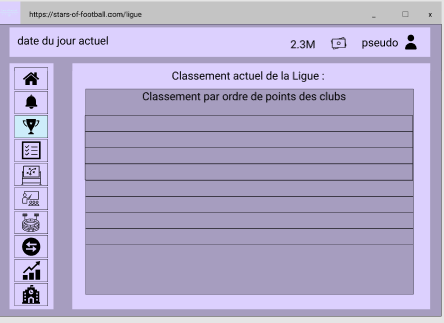 https://stars-of-football.com/ligue
date du jour actuel
2.3M
pseudo
Classement actuel de la Ligue :
Classement par ordre de points des clubs